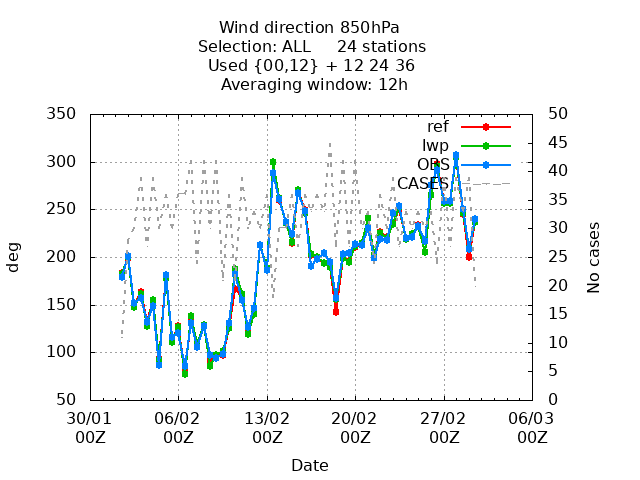 Wind direction 850hPa
Selection: ALL 24 stations
Used {00,12} + 12 24 36
Averaging window: 12h
350 50
ref 45
300 lwp 40
OBS
CASES 35
250 30
200 25
20
150 15
10
100 5
50 0
deg
No cases
30/01 06/02 13/02 20/02 27/02 06/03
00Z 00Z 00Z 00Z 00Z 00Z
Date